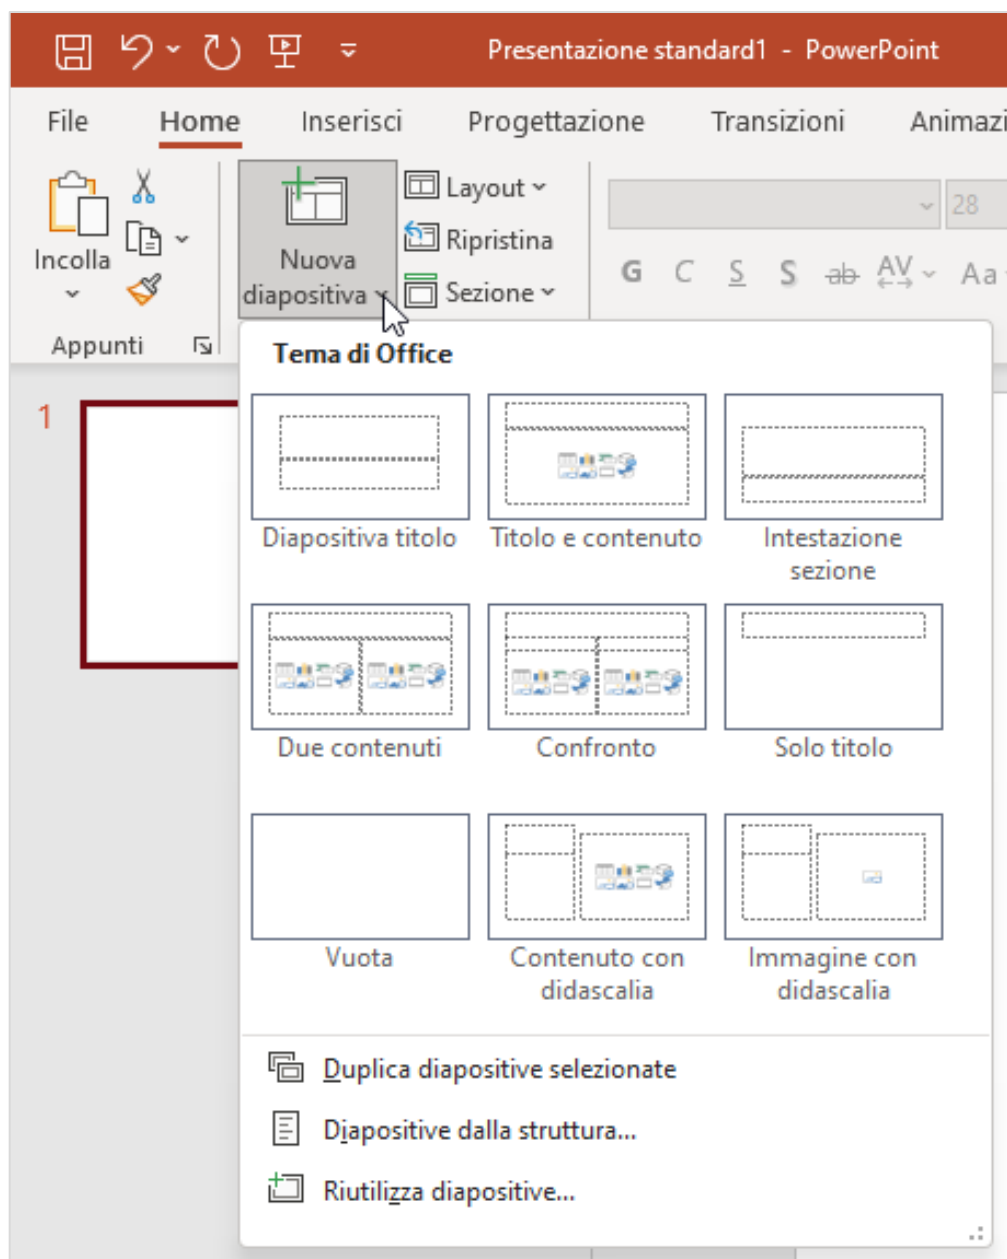 Presentazione standard1 - PowerPoint
File Home Inserisci Progettazione Transizioni
Incolla
Appunti
Nuova
diapositiva
Layout
Ripristina
Sezione
28
G C S S ab AV Aa
1
Tema di Office
Diapositiva titolo
Titolo e contenuto
Intestazione
sezione
Due contenuti
Confronto
Solo titolo
Vuota
Contenuto con
didascalia
Immagine con
didascalia
Duplica diapositive selezionate
Diapositive dalla struttura...
Riutilizza diapositive...